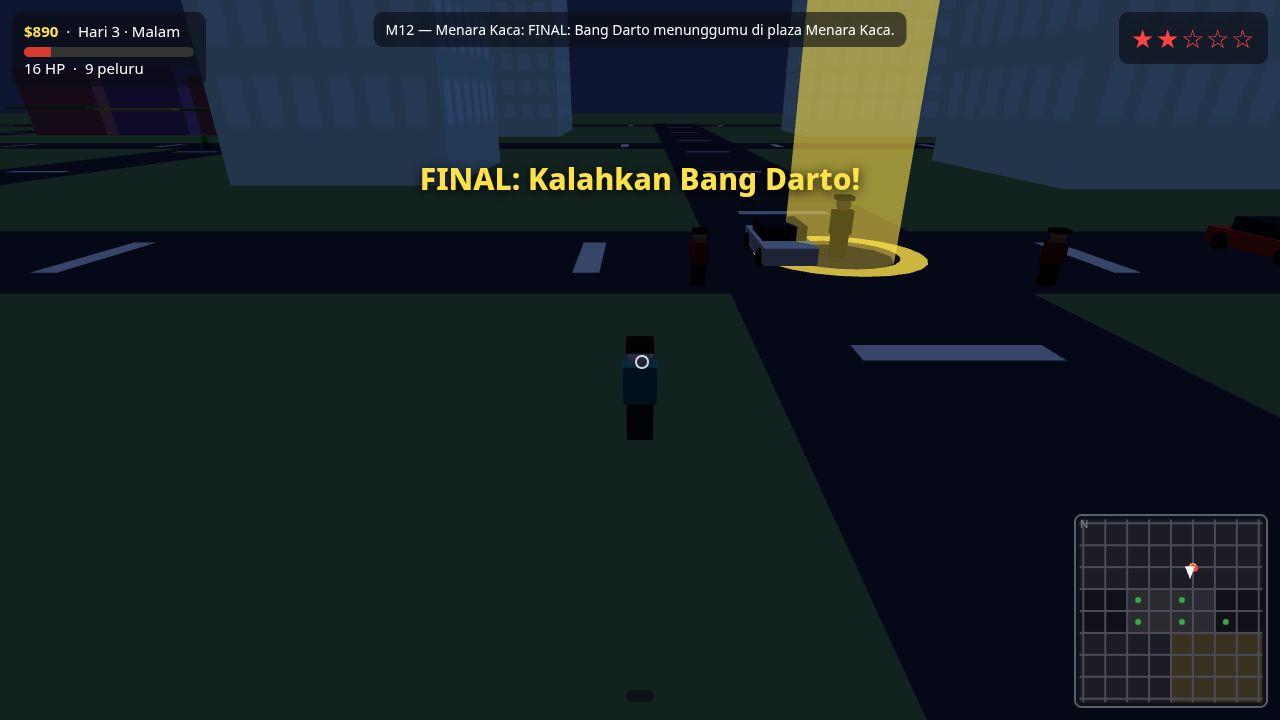 $890 · Hari 3 · Malam
16 HP · 9 peluru
M12 — Menara Kaca: FINAL: Bang Darto menunggumu di plaza Menara Kaca.
★★☆☆☆
FINAL: Kalahkan Bang Darto!
N